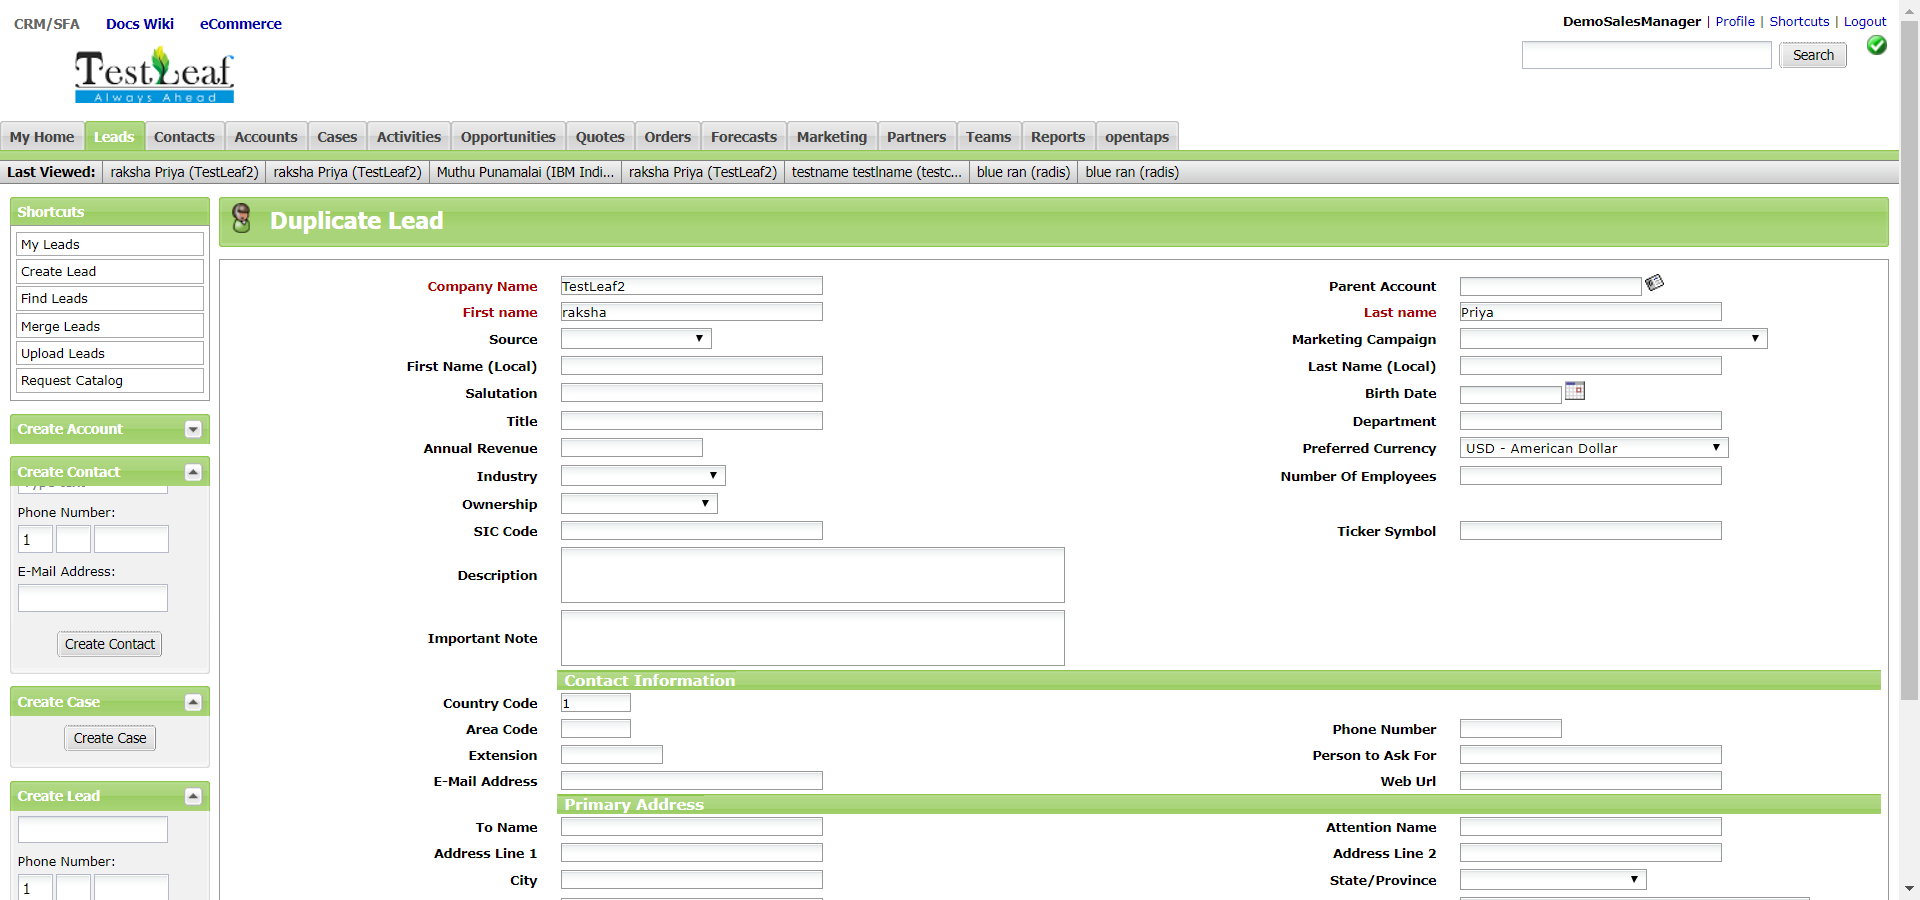 CRM/SFA Docs Wiki eCommerce
DemoSalesManager | Profile | Shortcuts | Logout
Search
TestLeaf
Always Ahead
My Home Leads Contacts Accounts Cases Activities Opportunities Quotes Orders Forecasts Marketing Partners Teams Reports opentaps
Last Viewed: raksha Priya (TestLeaf2) raksha Priya (TestLeaf2) Muthu Punamalai (IBM Indi... raksha Priya (TestLeaf2) testname testlname (testc... blue ran (radis) blue ran (radis)
Shortcuts
My Leads
Create Lead
Find Leads
Merge Leads
Upload Leads
Request Catalog
Create Account
Create Contact
Phone Number:
1
E-Mail Address:
Create Contact
Create Case
Create Case
Create Lead
Phone Number:
1
Duplicate Lead
Company Name TestLeaf2 Parent Account
First name raksha Last name Priya
Source Marketing Campaign
First Name (Local) Last Name (Local)
Salutation Birth Date
Title Department
Annual Revenue Preferred Currency USD - American Dollar
Industry Number Of Employees
Ownership
SIC Code Ticker Symbol
Description
Important Note
Contact Information
Country Code 1
Area Code Phone Number
Extension Person to Ask For
E-Mail Address Web Url
Primary Address
To Name Attention Name
Address Line 1 Address Line 2
City State/Province